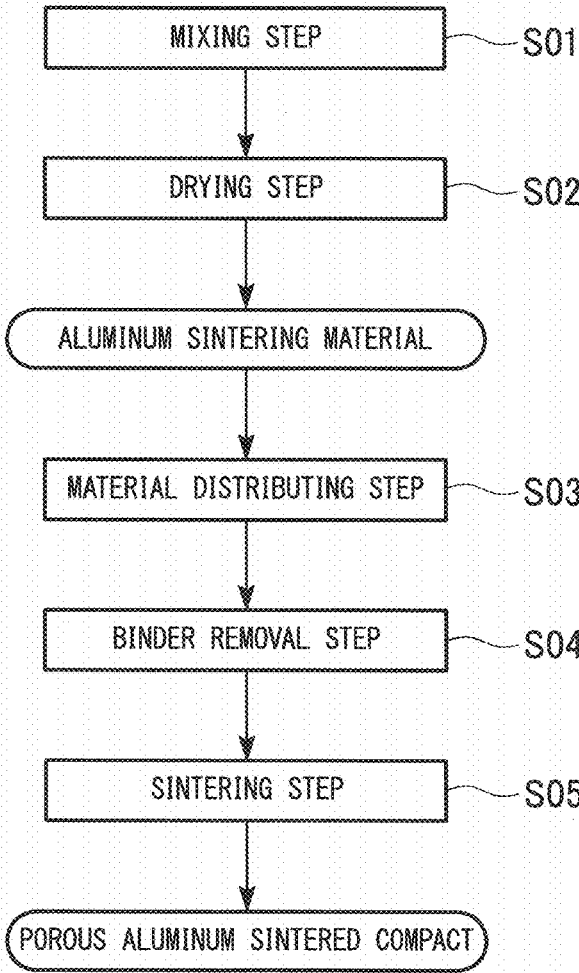 MIXING STEP S01
DRYING STEP S02
ALUMINUM SINTERING MATERIAL
MATERIAL DISTRIBUTING STEP S03
BINDER REMOVAL STEP S04
SINTERING STEP S05
POROUS ALUMINUM SINTERED COMPACT